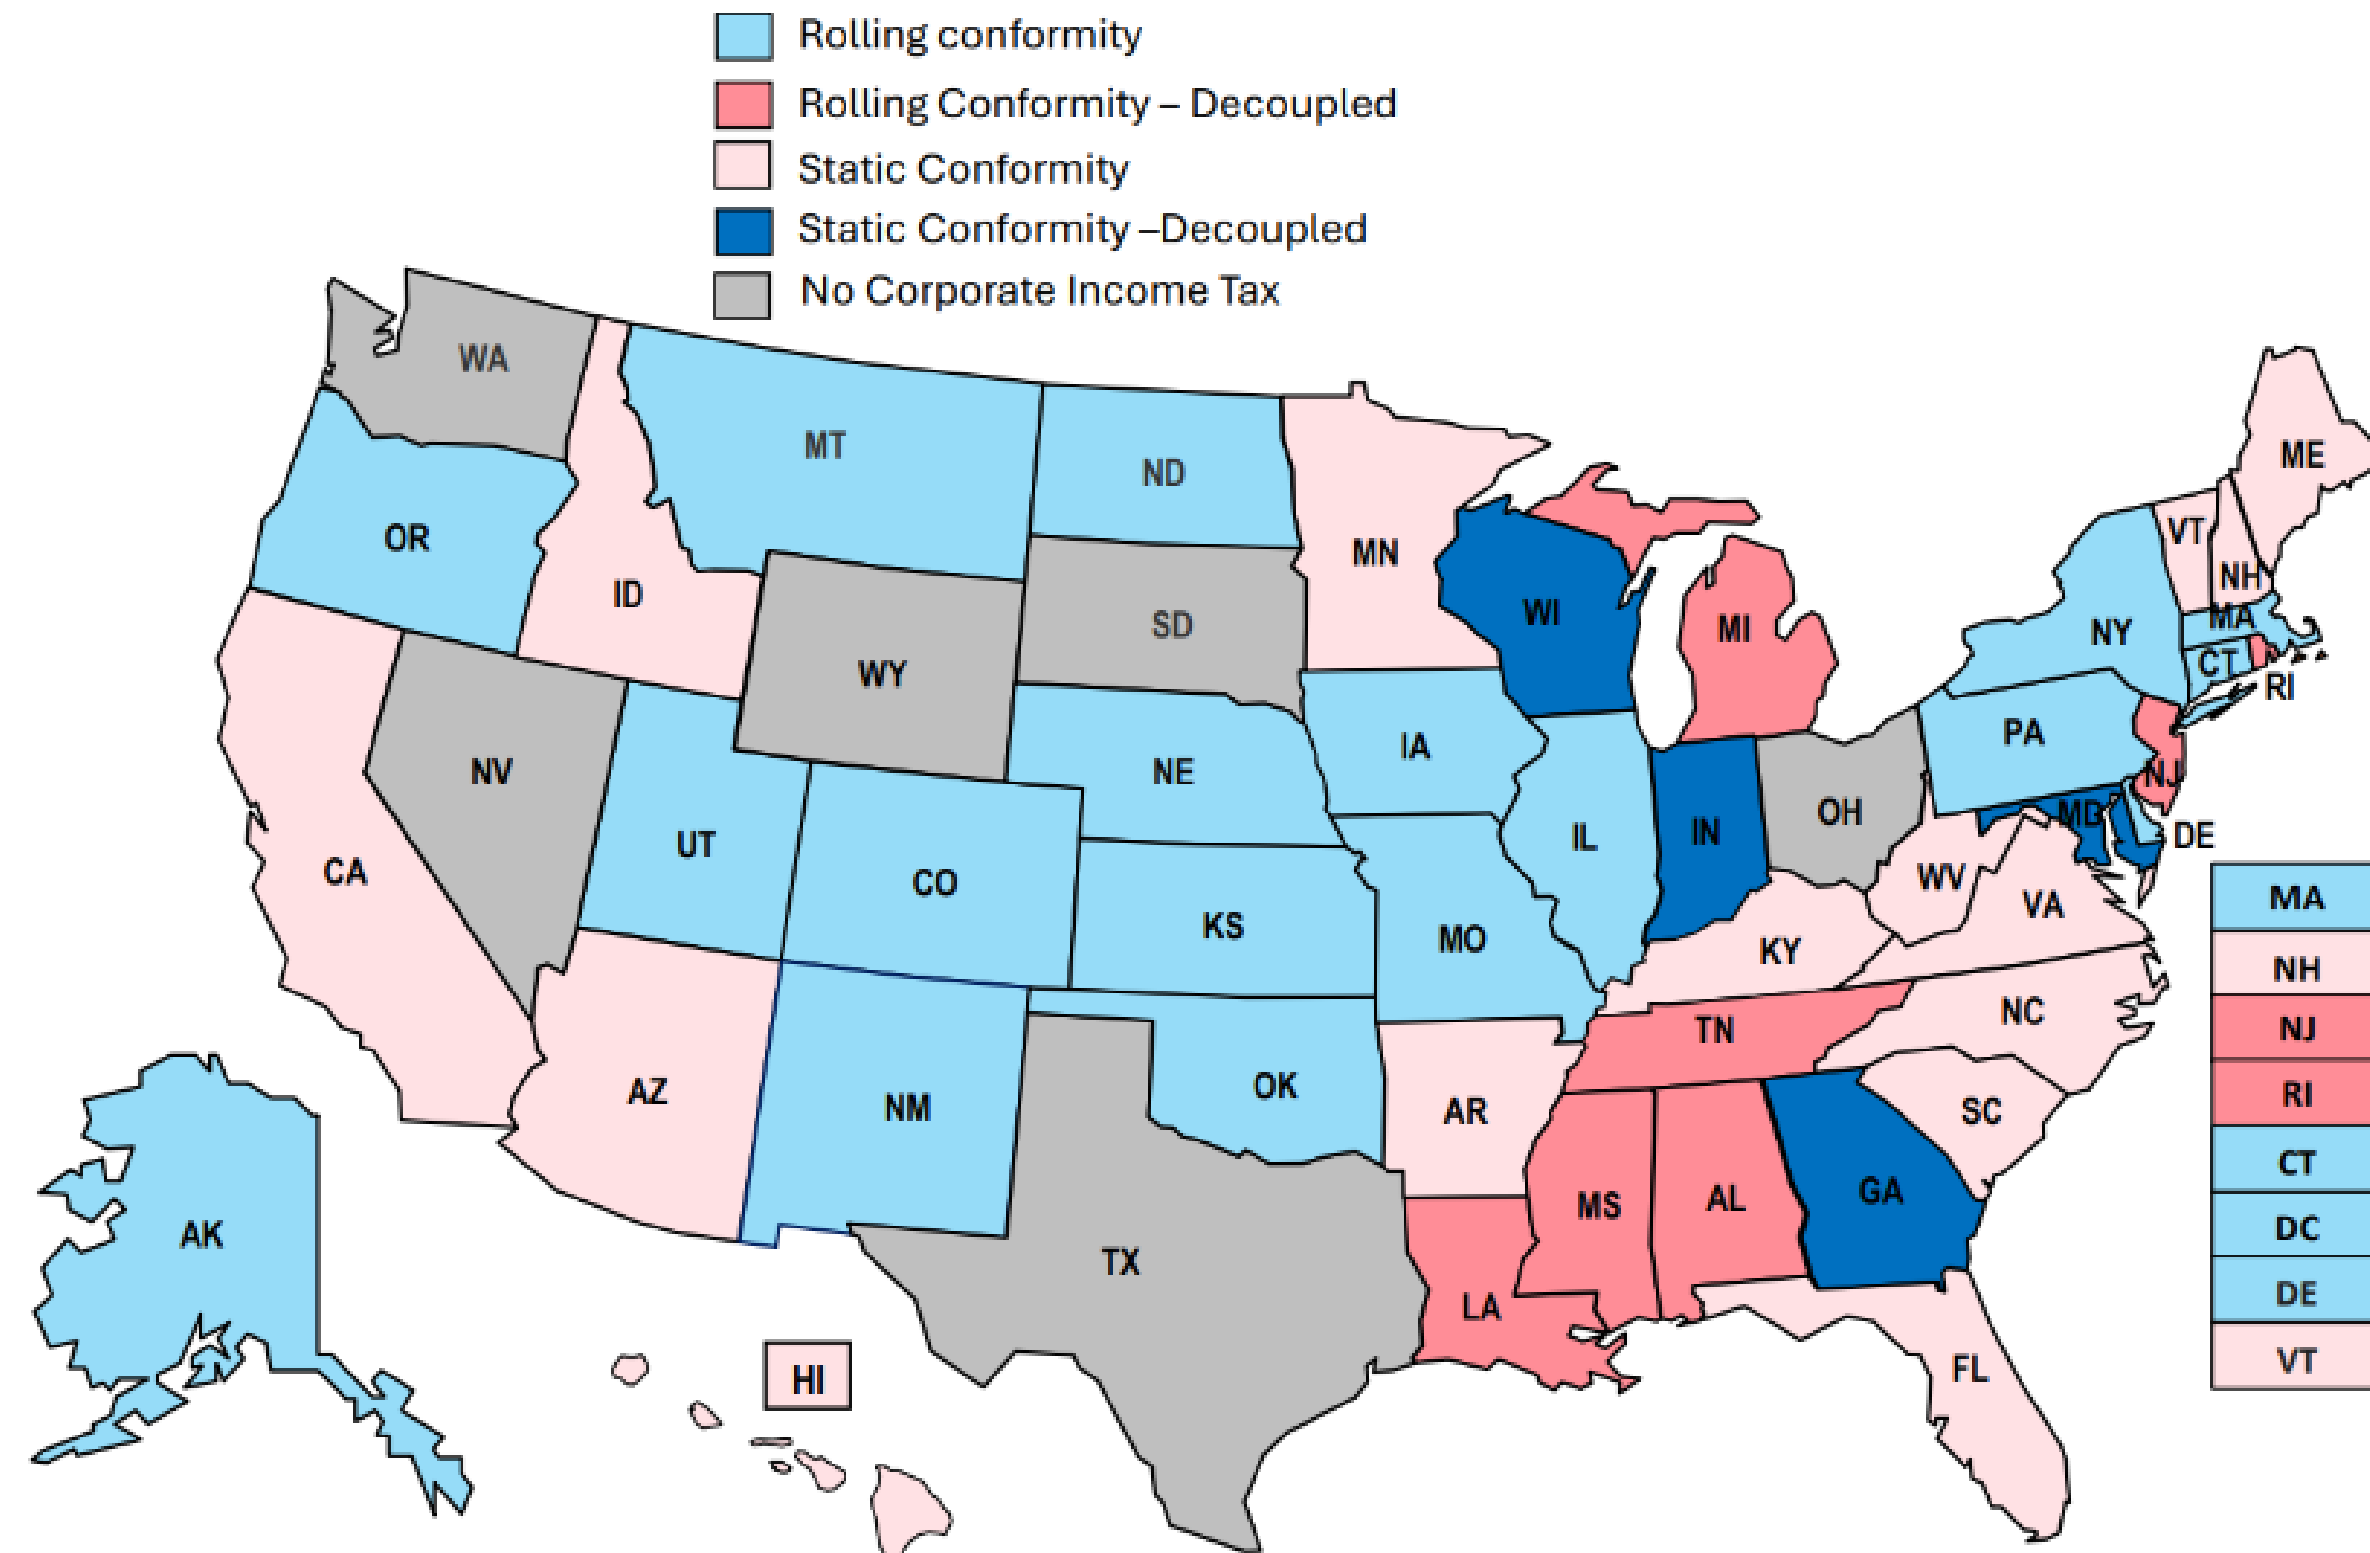 Rolling conformity
Rolling Conformity – Decoupled
Static Conformity
Static Conformity –Decoupled
No Corporate Income Tax
WA
MT
ND
ME
OR
MN
VT
ID
NH
WI
MA
SD
MI
NY
WY
CT
RI
PA
IA
NV
NE
NJ
OH
MD
IN
IL
DE
UT
CA
CO
WV
MA
VA
KS
MO
KY
NH
NC
TN
NJ
OK
AZ
RI
NM
AR
SC
CT
GA
AL
MS
DC
AK
TX
DE
LA
VT
FL
HI